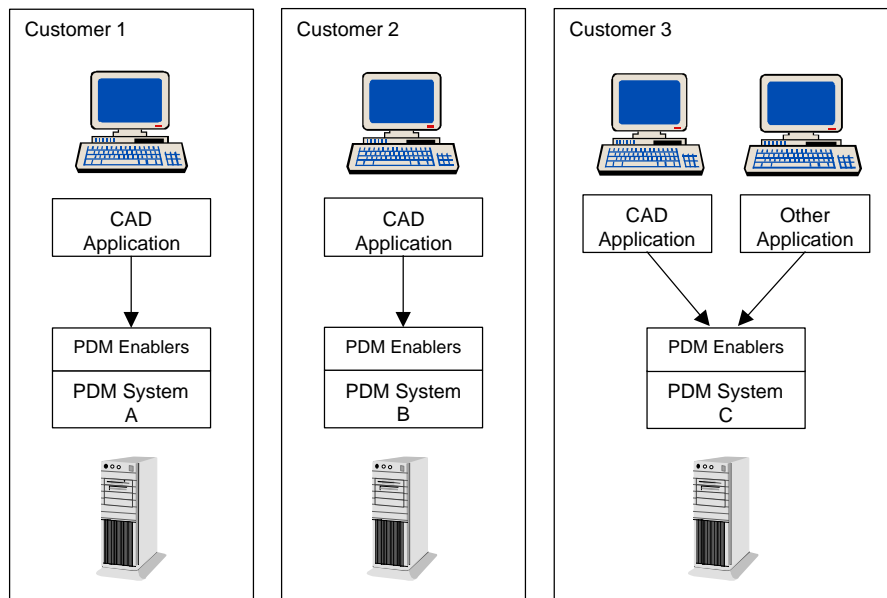 Customer 1
CAD
Application
PDM Enablers
PDM System
A
Customer 2
CAD
Application
PDM Enablers
PDM System
B
Customer 3
CAD
Application
Other
Application
PDM Enablers
PDM System
C